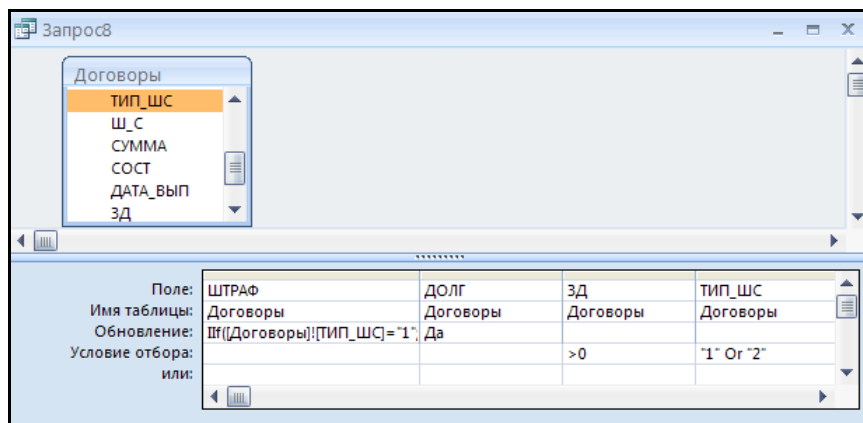 Запрос8
Договоры
ТИП_ШС
Ш_С
СУММА
СОСТ
ДАТА_ВЫП
ЗД
Поле: ШТРАФ ДОЛГ ЗД ТИП_ШС
Имя таблицы: Договоры Договоры Договоры Договоры
Обновление: IIf([Договоры]![ТИП_ШС]="1"; Да
Условие отбора: >0 "1" Or "2"
или: